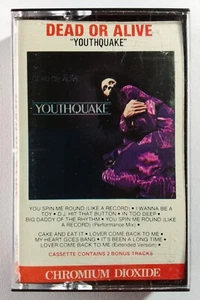 DEAD OR ALIVE
"YOUTHQUAKE"
YOUTHQUAKE
YOU SPIN ME ROUND (LIKE A RECORD) • I WANNA BE A
TOY • D.J. HIT THAT BUTTON • IN TOO DEEP •
BIG DADDY OF THE RHYTHM • YOU SPIN ME ROUND (LIKE
A RECORD) (Performance Mix) •
CAKE AND EAT IT • LOVER COME BACK TO ME •
MY HEART GOES BANG • IT'S BEEN A LONG TIME •
LOVER COME BACK TO ME (Extended Version)
CASSETTE CONTAINS 2 BONUS TRACKS
CHROMIUM DIOXIDE